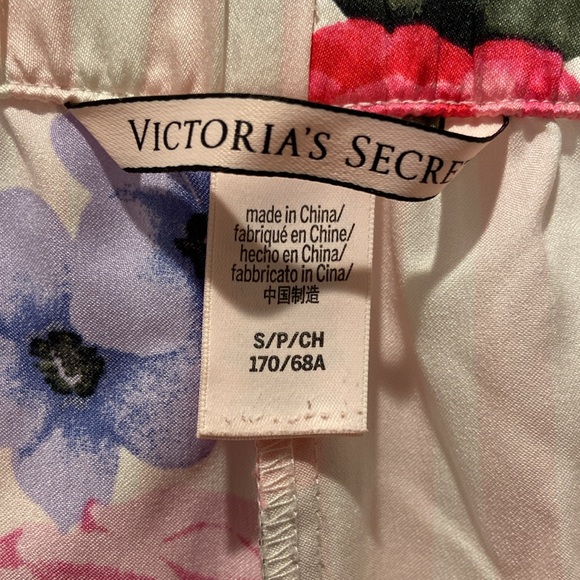 VICTORIA'S SECRE
made in China/
fabriqué en Chine/
hecho en China/
fabbricato in Cina/
中国制造
S/P/CH
170/68A